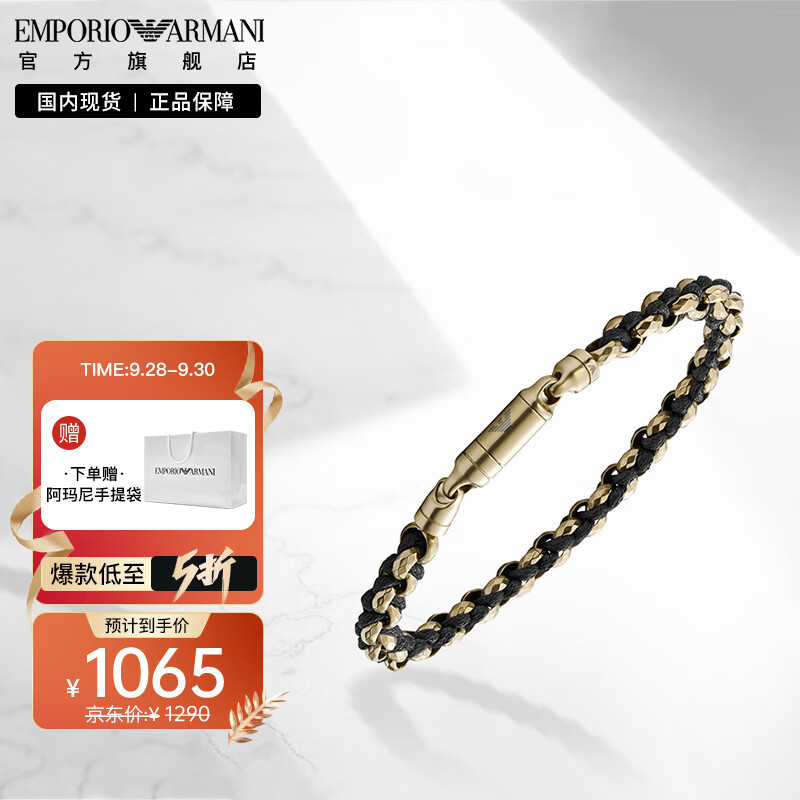 EMPORIO ARMANI
官方旗舰店
国内现货 | 正品保障
TIME:9.28-9.30
赠
EMPORIO ARMANI
·下单赠·
阿玛尼手提袋
爆款低至 5折
预计到手价
¥1065
京东价:¥ 1290